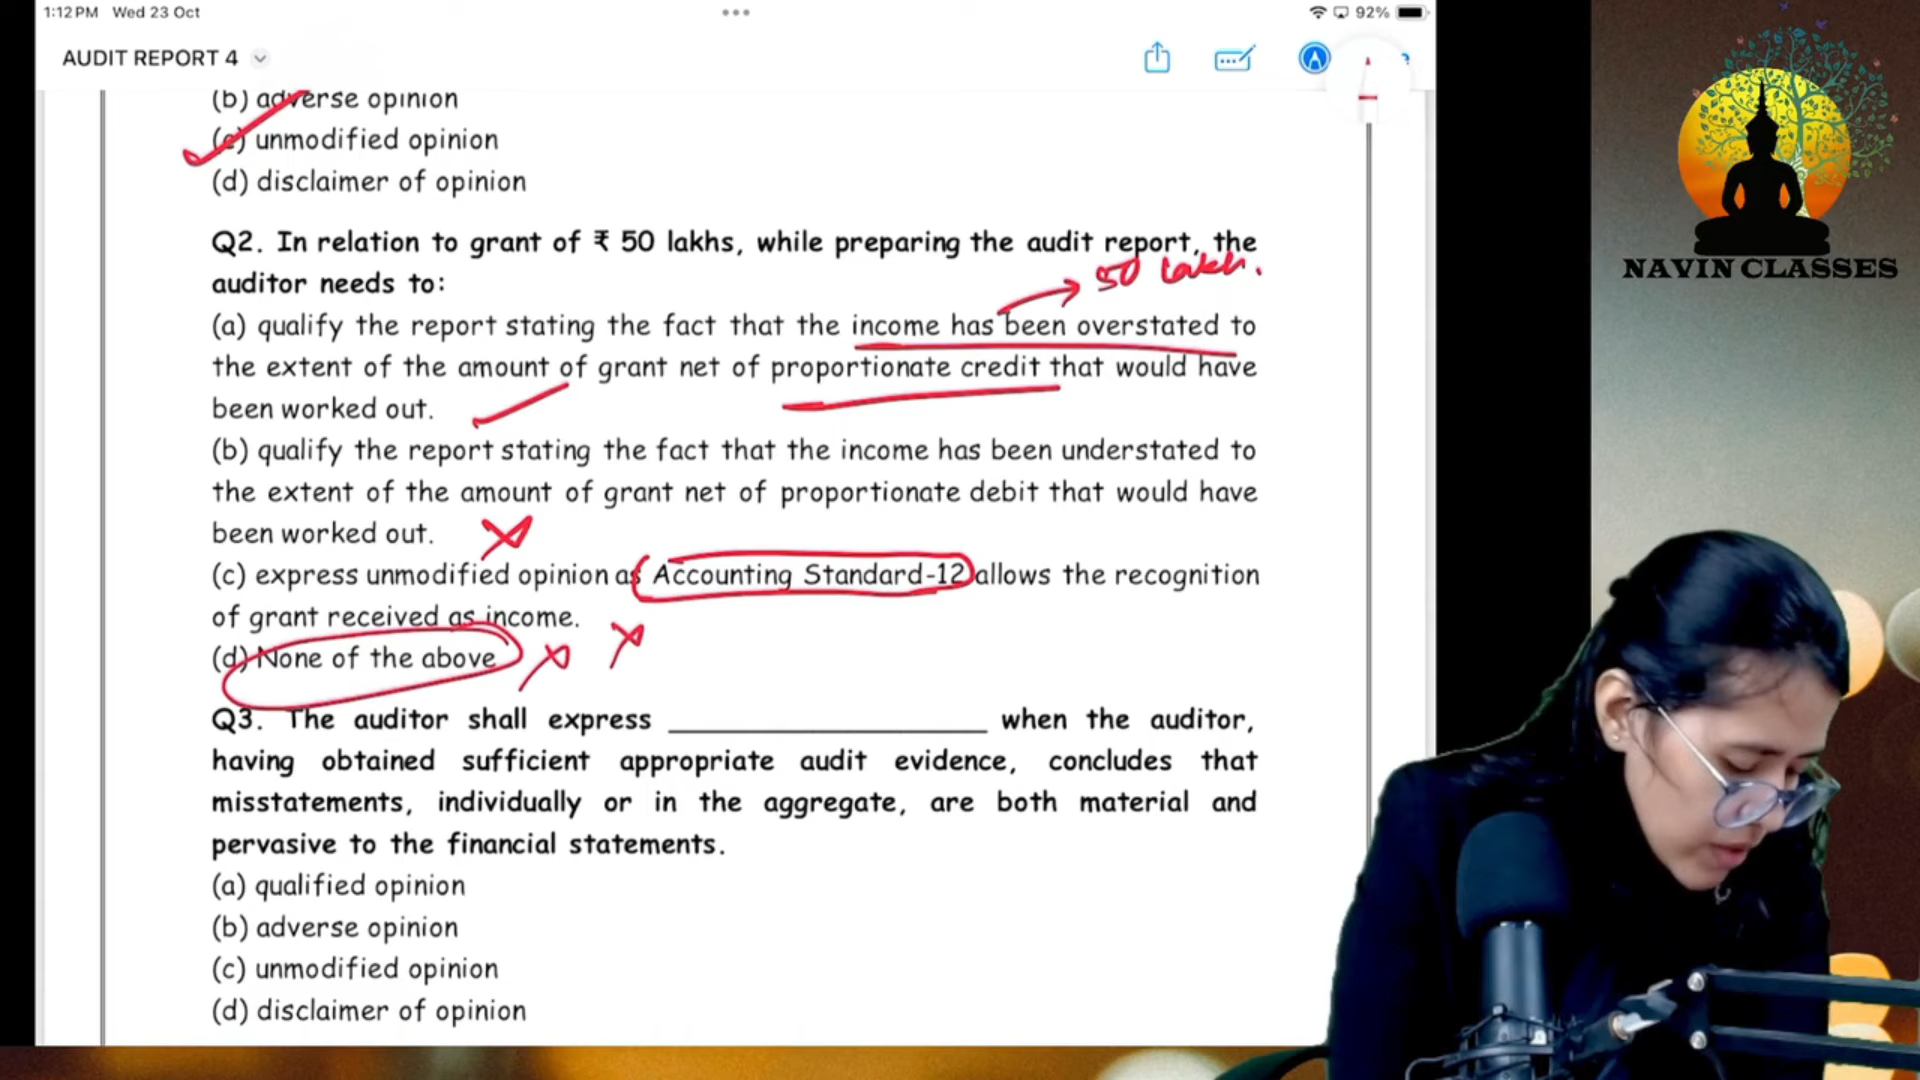 1:12 PM Wed 23 Oct
92%
AUDIT REPORT 4
(b) adverse opinion
(c) unmodified opinion
(d) disclaimer of opinion
Q2. In relation to grant of ₹ 50 lakhs, while preparing the audit report, the
auditor needs to:
50 lakh.
(a) qualify the report stating the fact that the income has been overstated to
the extent of the amount of grant net of proportionate credit that would have
been worked out.
(b) qualify the report stating the fact that the income has been understated to
the extent of the amount of grant net of proportionate debit that would have
been worked out.
(c) express unmodified opinion as Accounting Standard-12 allows the recognition
of grant received as income.
(d) None of the above
Q3. The auditor shall express ____________________ when the auditor,
having obtained sufficient appropriate audit evidence, concludes that
misstatements, individually or in the aggregate, are both material and
pervasive to the financial statements.
(a) qualified opinion
(b) adverse opinion
(c) unmodified opinion
(d) disclaimer of opinion
NAVIN CLASSES